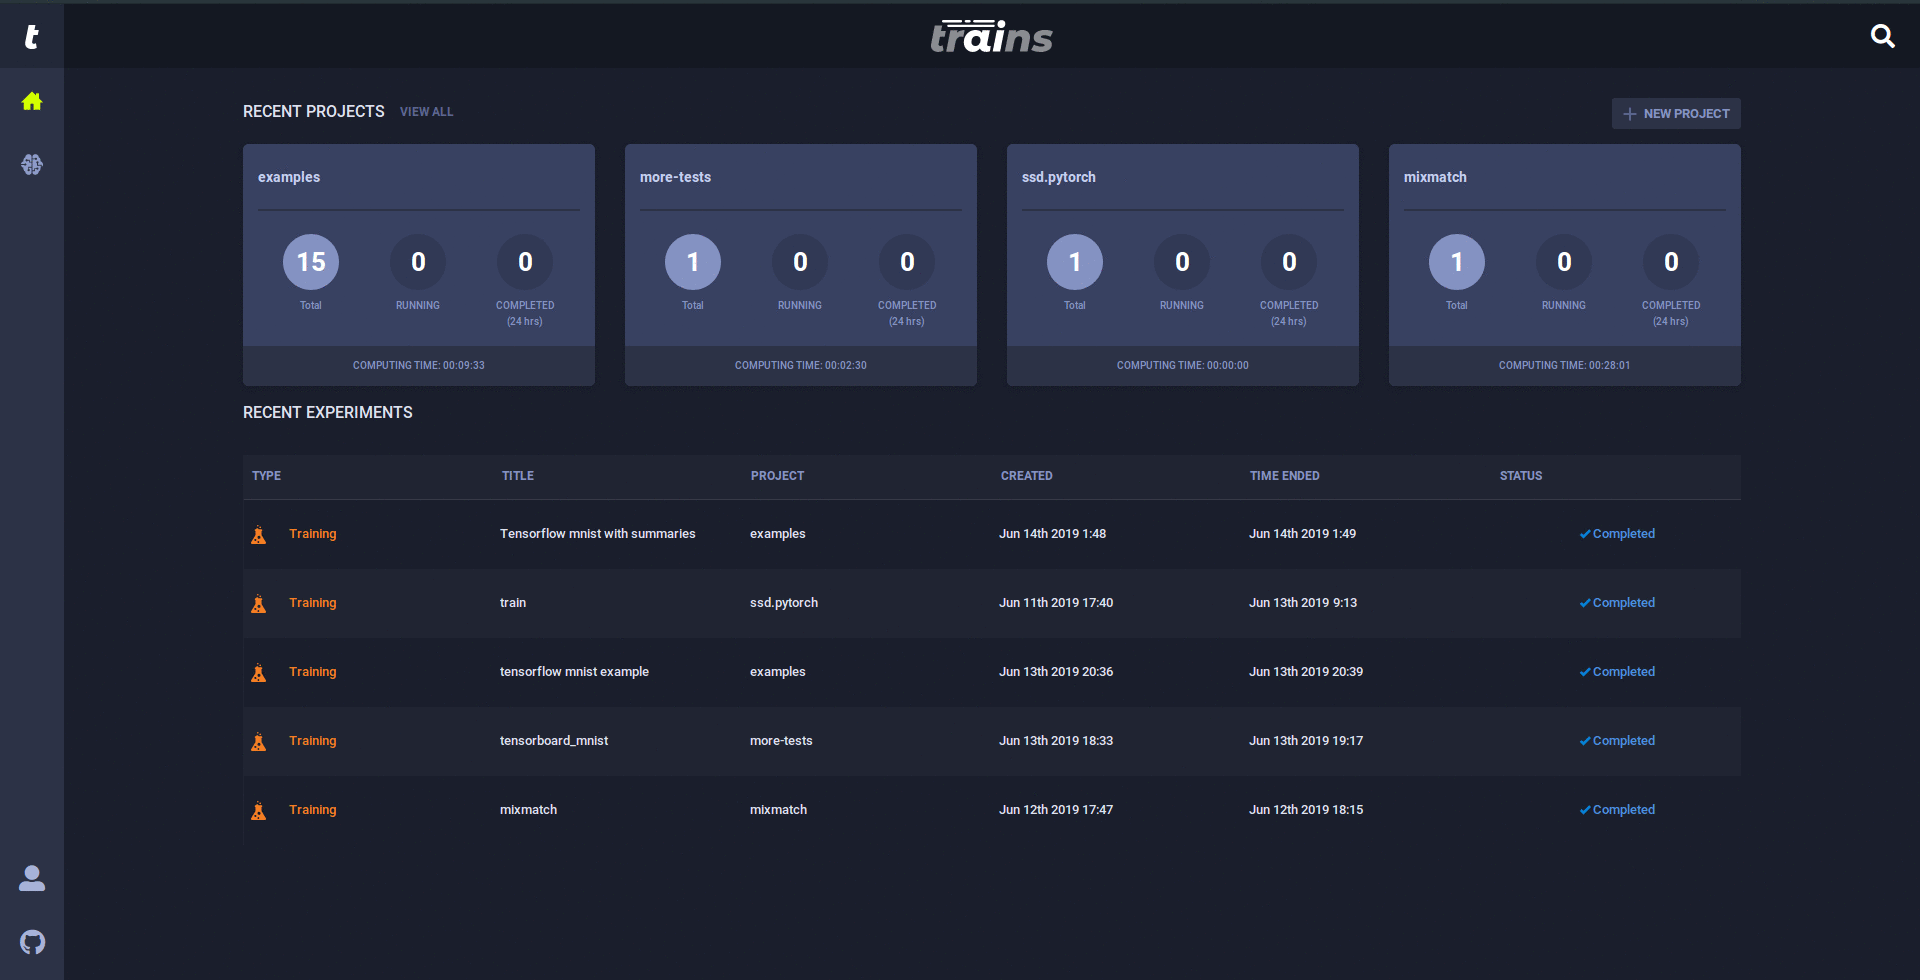 t
trains
RECENT PROJECTS VIEW ALL
NEW PROJECT
examples
15 0 0
Total RUNNING COMPLETED
(24 hrs)
COMPUTING TIME: 00:09:33
more-tests
1 0 0
Total RUNNING COMPLETED
(24 hrs)
COMPUTING TIME: 00:02:30
ssd.pytorch
1 0 0
Total RUNNING COMPLETED
(24 hrs)
COMPUTING TIME: 00:00:00
mixmatch
1 0 0
Total RUNNING COMPLETED
(24 hrs)
COMPUTING TIME: 00:28:01
RECENT EXPERIMENTS
TYPE TITLE PROJECT CREATED TIME ENDED STATUS
Training Tensorflow mnist with summaries examples Jun 14th 2019 1:48 Jun 14th 2019 1:49 Completed
Training train ssd.pytorch Jun 11th 2019 17:40 Jun 13th 2019 9:13 Completed
Training tensorflow mnist example examples Jun 13th 2019 20:36 Jun 13th 2019 20:39 Completed
Training tensorboard_mnist more-tests Jun 13th 2019 18:33 Jun 13th 2019 19:17 Completed
Training mixmatch mixmatch Jun 12th 2019 17:47 Jun 12th 2019 18:15 Completed